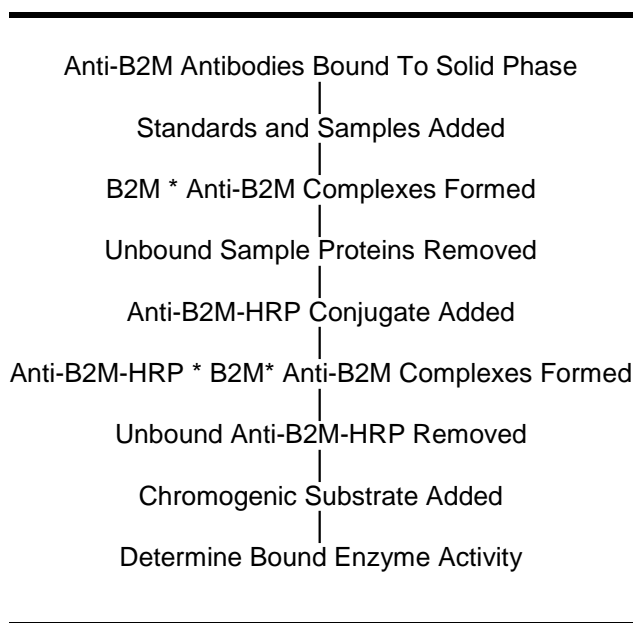 Anti-B2M Antibodies Bound To Solid Phase
Standards and Samples Added
B2M * Anti-B2M Complexes Formed
Unbound Sample Proteins Removed
Anti-B2M-HRP Conjugate Added
Anti-B2M-HRP * B2M* Anti-B2M Complexes Formed
Unbound Anti-B2M-HRP Removed
Chromogenic Substrate Added
Determine Bound Enzyme Activity